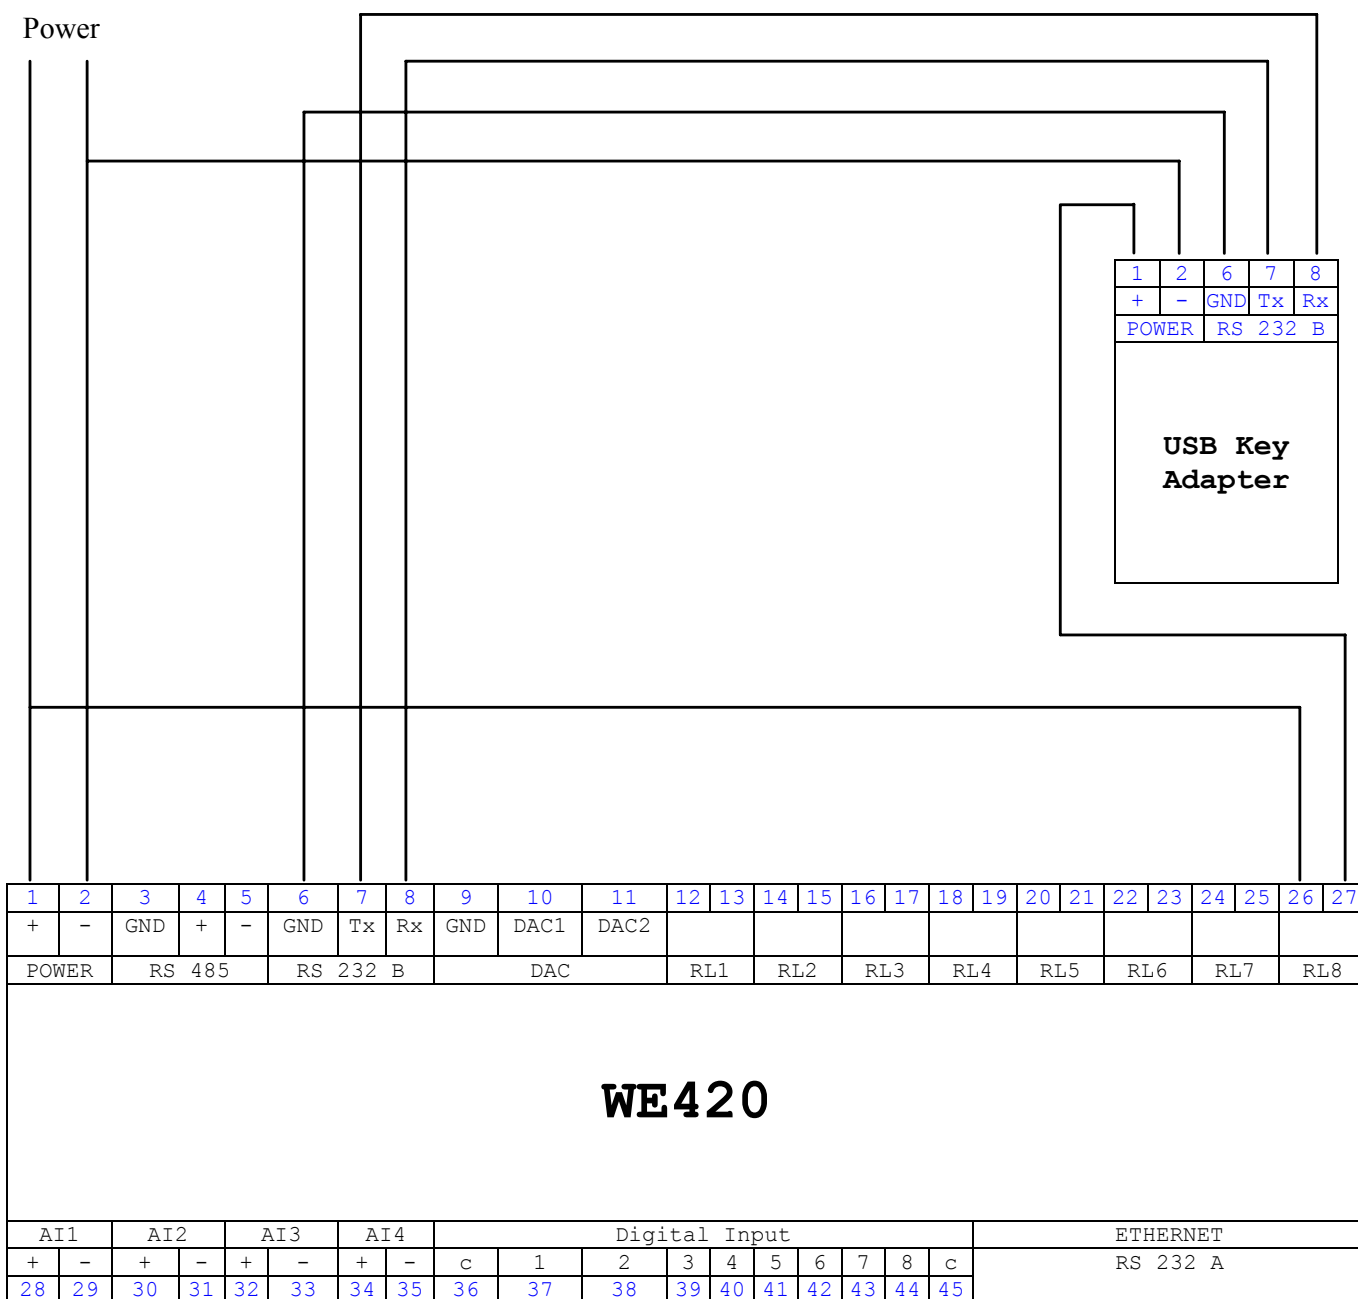 Power
1 2 6 7 8
+ - GND Tx Rx
POWER RS 232 B
USB Key
Adapter
1 2 3 4 5 6 7 8 9 10 11 12 13 14 15 16 17 18 19 20 21 22 23 24 25 26 27
+ - GND + - GND Tx Rx GND DAC1 DAC2
POWER RS 485 RS 232 B DAC RL1 RL2 RL3 RL4 RL5 RL6 RL7 RL8
WE420
AI1 AI2 AI3 AI4 Digital Input ETHERNET
+ - + - + - + - c 1 2 3 4 5 6 7 8 c RS 232 A
28 29 30 31 32 33 34 35 36 37 38 39 40 41 42 43 44 45